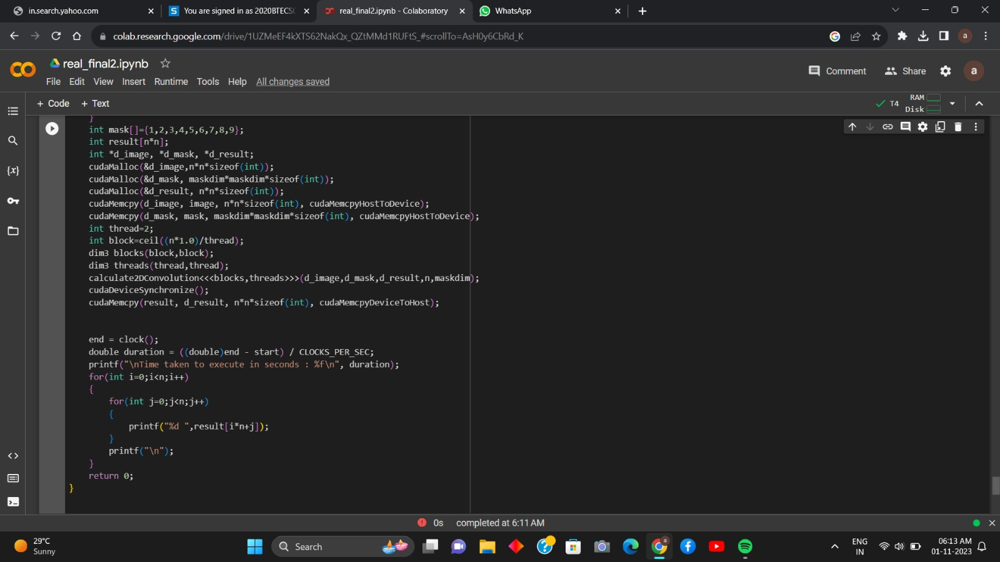 in.search.yahoo.com
You are signed in as 2020BTECS
real_final2.ipynb - Colaboratory
WhatsApp
colab.research.google.com/drive/1UZMeEF4kXTS62NakQx_QZtMMd1RUFtS_#scrollTo=AsH0y6CbRd_K
real_final2.ipynb
File Edit View Insert Runtime Tools Help All changes saved
Comment
Share
a
+ Code + Text
T4
RAM
Disk
}
int mask[]={1,2,3,4,5,6,7,8,9};
int result[n*n];
int *d_image, *d_mask, *d_result;
cudaMalloc(&d_image,n*n*sizeof(int));
cudaMalloc(&d_mask, maskdim*maskdim*sizeof(int));
cudaMalloc(&d_result, n*n*sizeof(int));
cudaMemcpy(d_image, image, n*n*sizeof(int), cudaMemcpyHostToDevice);
cudaMemcpy(d_mask, mask, maskdim*maskdim*sizeof(int), cudaMemcpyHostToDevice);
int thread=2;
int block=ceil((n*1.0)/thread);
dim3 blocks(block,block);
dim3 threads(thread,thread);
calculate2DConvolution<<<blocks,threads>>>(d_image,d_mask,d_result,n,maskdim);
cudaDeviceSynchronize();
cudaMemcpy(result, d_result, n*n*sizeof(int), cudaMemcpyDeviceToHost);
end = clock();
double duration = ((double)end - start) / CLOCKS_PER_SEC;
printf("\nTime taken to execute in seconds : %f\n", duration);
for(int i=0;i<n;i++)
{
for(int j=0;j<n;j++)
{
printf("%d ",result[i*n+j]);
}
printf("\n");
}
return 0;
}
0s completed at 6:11 AM
29°C
Sunny
Search
ENG
IN
06:13 AM
01-11-2023